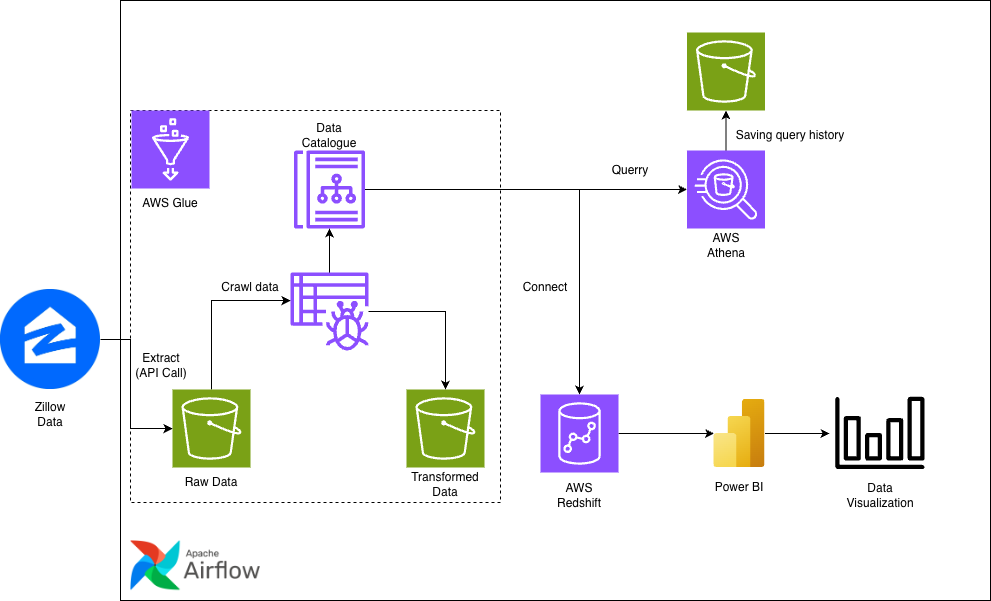 Saving query history
Data
Catalogue
Querry
AWS Glue
AWS
Athena
Crawl data
Connect
Extract
(API Call)
Zillow
Data
Raw Data
Transformed
Data
AWS
Redshift
Power BI
Data
Visualization
Apache
Airflow